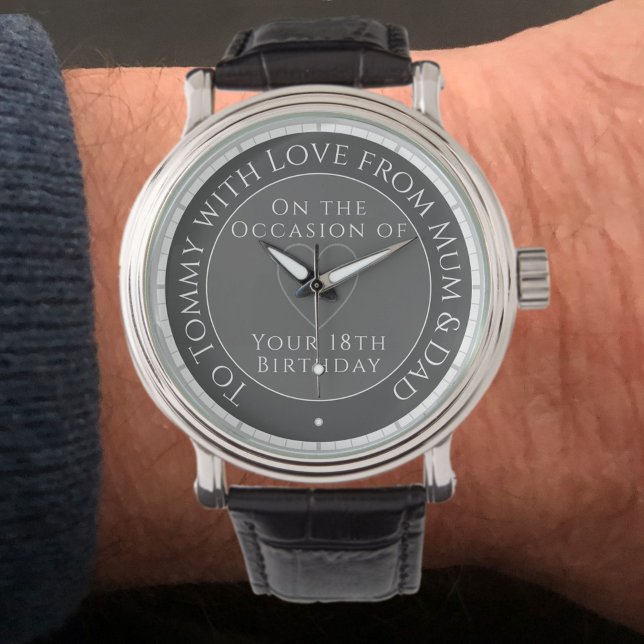 TO TOMMY WITH LOVE FROM MUM & DAD
ON THE
OCCASION OF
YOUR 18TH
BIRTHDAY